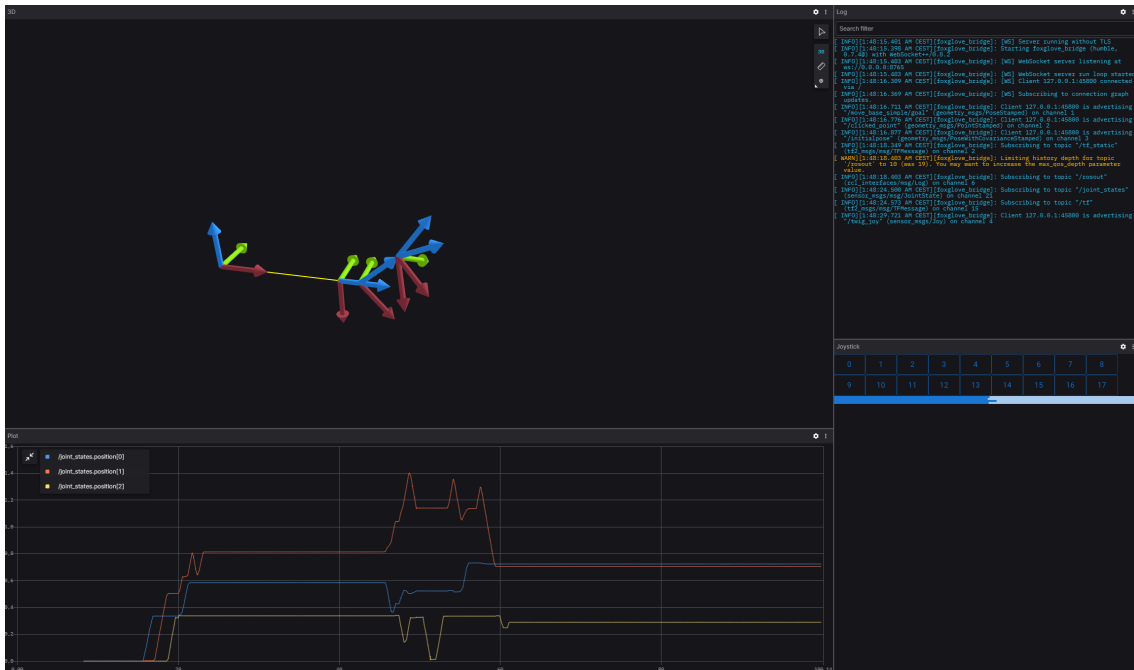 3D
Log
Search filter
[ INFO][1:48:15.401 AM CEST][foxglove_bridge]: [WS] Server running without TLS
[ INFO][1:48:15.398 AM CEST][foxglove_bridge]: Starting foxglove_bridge (humble,
0.7.40) with WebSocket++/0.8.2
[ INFO][1:48:15.403 AM CEST][foxglove_bridge]: [WS] WebSocket server listening at
ws://0.0.0.0:8765
[ INFO][1:48:15.403 AM CEST][foxglove_bridge]: [WS] WebSocket server run loop started
[ INFO][1:48:16.309 AM CEST][foxglove_bridge]: [WS] Client 127.0.0.1:45800 connected
via /
[ INFO][1:48:16.369 AM CEST][foxglove_bridge]: [WS] Subscribing to connection graph
updates.
[ INFO][1:48:16.711 AM CEST][foxglove_bridge]: Client 127.0.0.1:45800 is advertising
"/move_base_simple/goal" (geometry_msgs/PoseStamped) on channel 1
[ INFO][1:48:16.776 AM CEST][foxglove_bridge]: Client 127.0.0.1:45800 is advertising
"/clicked_point" (geometry_msgs/PointStamped) on channel 2
[ INFO][1:48:16.877 AM CEST][foxglove_bridge]: Client 127.0.0.1:45800 is advertising
"/initialpose" (geometry_msgs/PoseWithCovarianceStamped) on channel 3
[ INFO][1:48:18.349 AM CEST][foxglove_bridge]: Subscribing to topic "/tf_static"
(tf2_msgs/msg/TFMessage) on channel 2
[ WARN][1:48:18.403 AM CEST][foxglove_bridge]: Limiting history depth for topic
'/rosout' to 10 (was 19). You may want to increase the max_qos_depth parameter
value.
[ INFO][1:48:18.403 AM CEST][foxglove_bridge]: Subscribing to topic "/rosout"
(rcl_interfaces/msg/Log) on channel 6
[ INFO][1:48:24.500 AM CEST][foxglove_bridge]: Subscribing to topic "/joint_states"
(sensor_msgs/msg/JointState) on channel 21
[ INFO][1:48:24.573 AM CEST][foxglove_bridge]: Subscribing to topic "/tf"
(tf2_msgs/msg/TFMessage) on channel 15
[ INFO][1:48:29.721 AM CEST][foxglove_bridge]: Client 127.0.0.1:45800 is advertising
"/twig_joy" (sensor_msgs/Joy) on channel 4
Joystick
0 1 2 3 4 5 6 7 8
9 10 11 12 13 14 15 16 17
Plot
/joint_states.position[0]
/joint_states.position[1]
/joint_states.position[2]